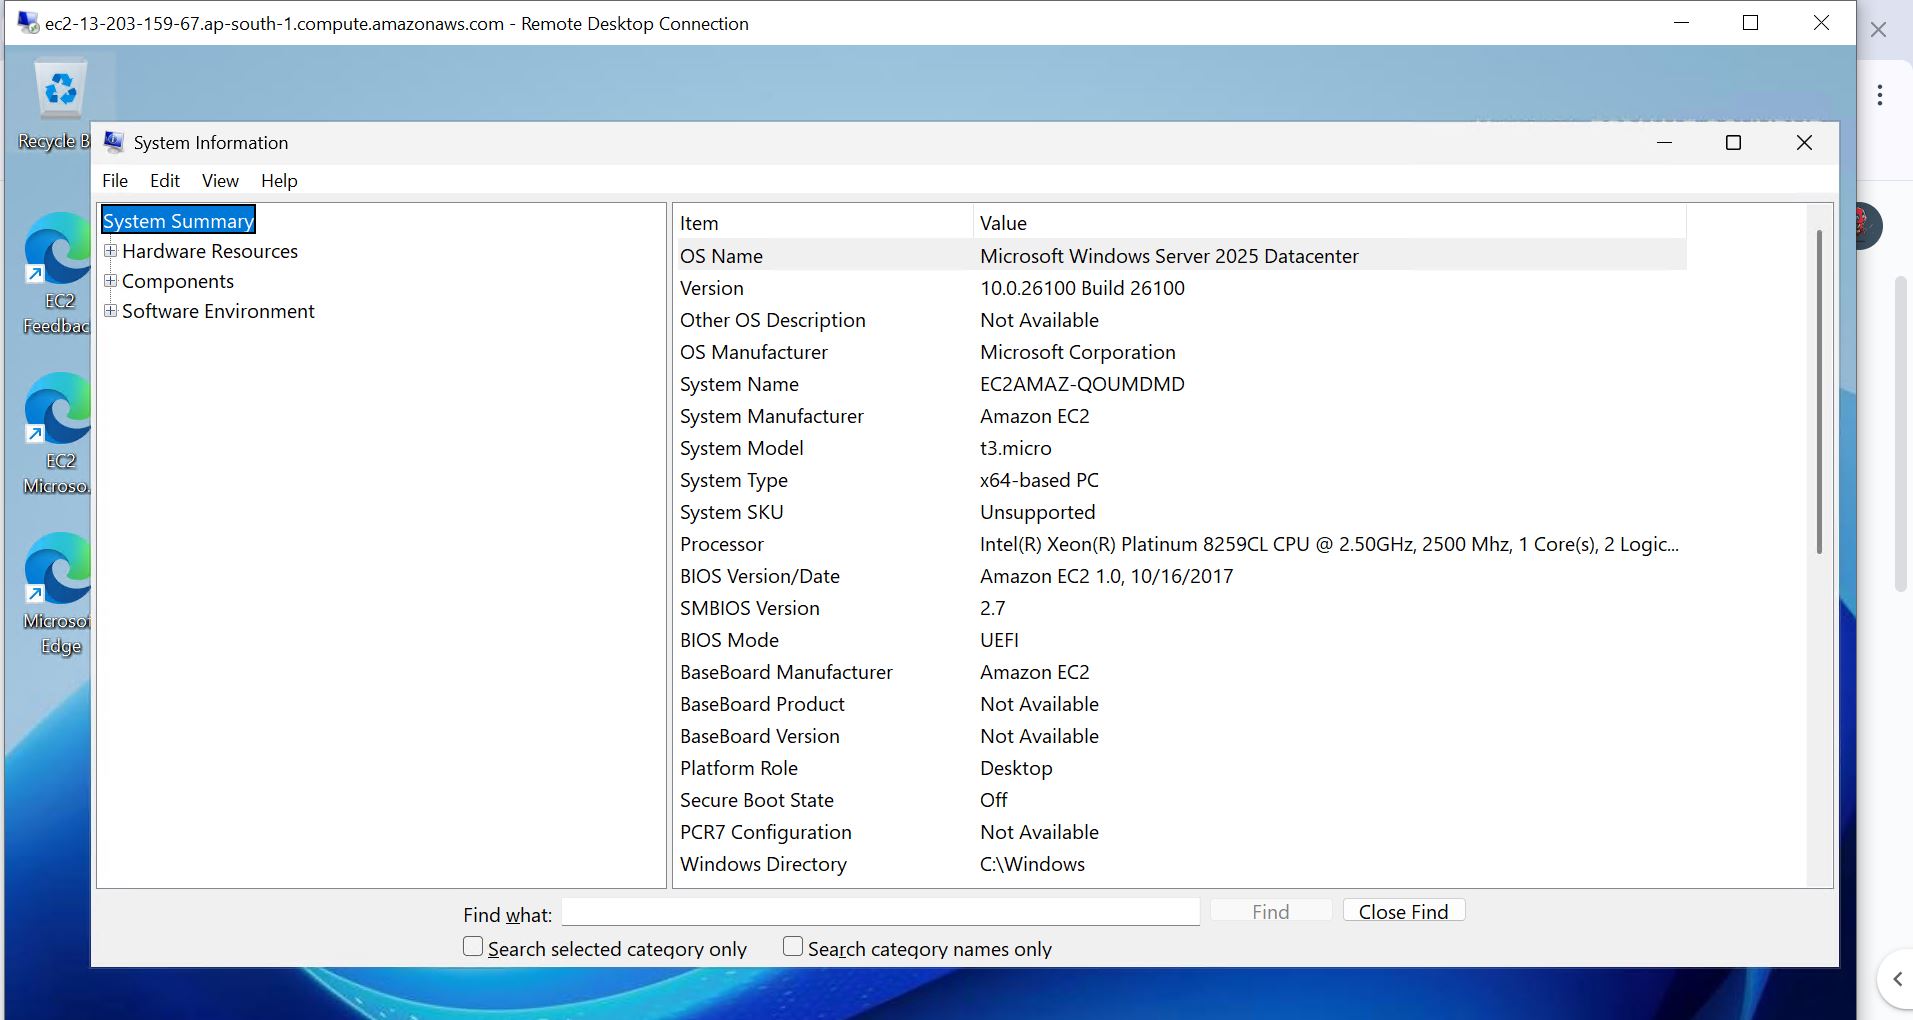 ec2-13-203-159-67.ap-south-1.compute.amazonaws.com - Remote Desktop Connection
Recycle B
System Information
File Edit View Help
System Summary
Hardware Resources
Components
Software Environment
EC2
Feedbac
EC2
Microso.
Microsof
Edge
Item Value
OS Name Microsoft Windows Server 2025 Datacenter
Version 10.0.26100 Build 26100
Other OS Description Not Available
OS Manufacturer Microsoft Corporation
System Name EC2AMAZ-QOUMDMD
System Manufacturer Amazon EC2
System Model t3.micro
System Type x64-based PC
System SKU Unsupported
Processor Intel(R) Xeon(R) Platinum 8259CL CPU @ 2.50GHz, 2500 Mhz, 1 Core(s), 2 Logic...
BIOS Version/Date Amazon EC2 1.0, 10/16/2017
SMBIOS Version 2.7
BIOS Mode UEFI
BaseBoard Manufacturer Amazon EC2
BaseBoard Product Not Available
BaseBoard Version Not Available
Platform Role Desktop
Secure Boot State Off
PCR7 Configuration Not Available
Windows Directory C:\Windows
Find what: Find Close Find
Search selected category only Search category names only